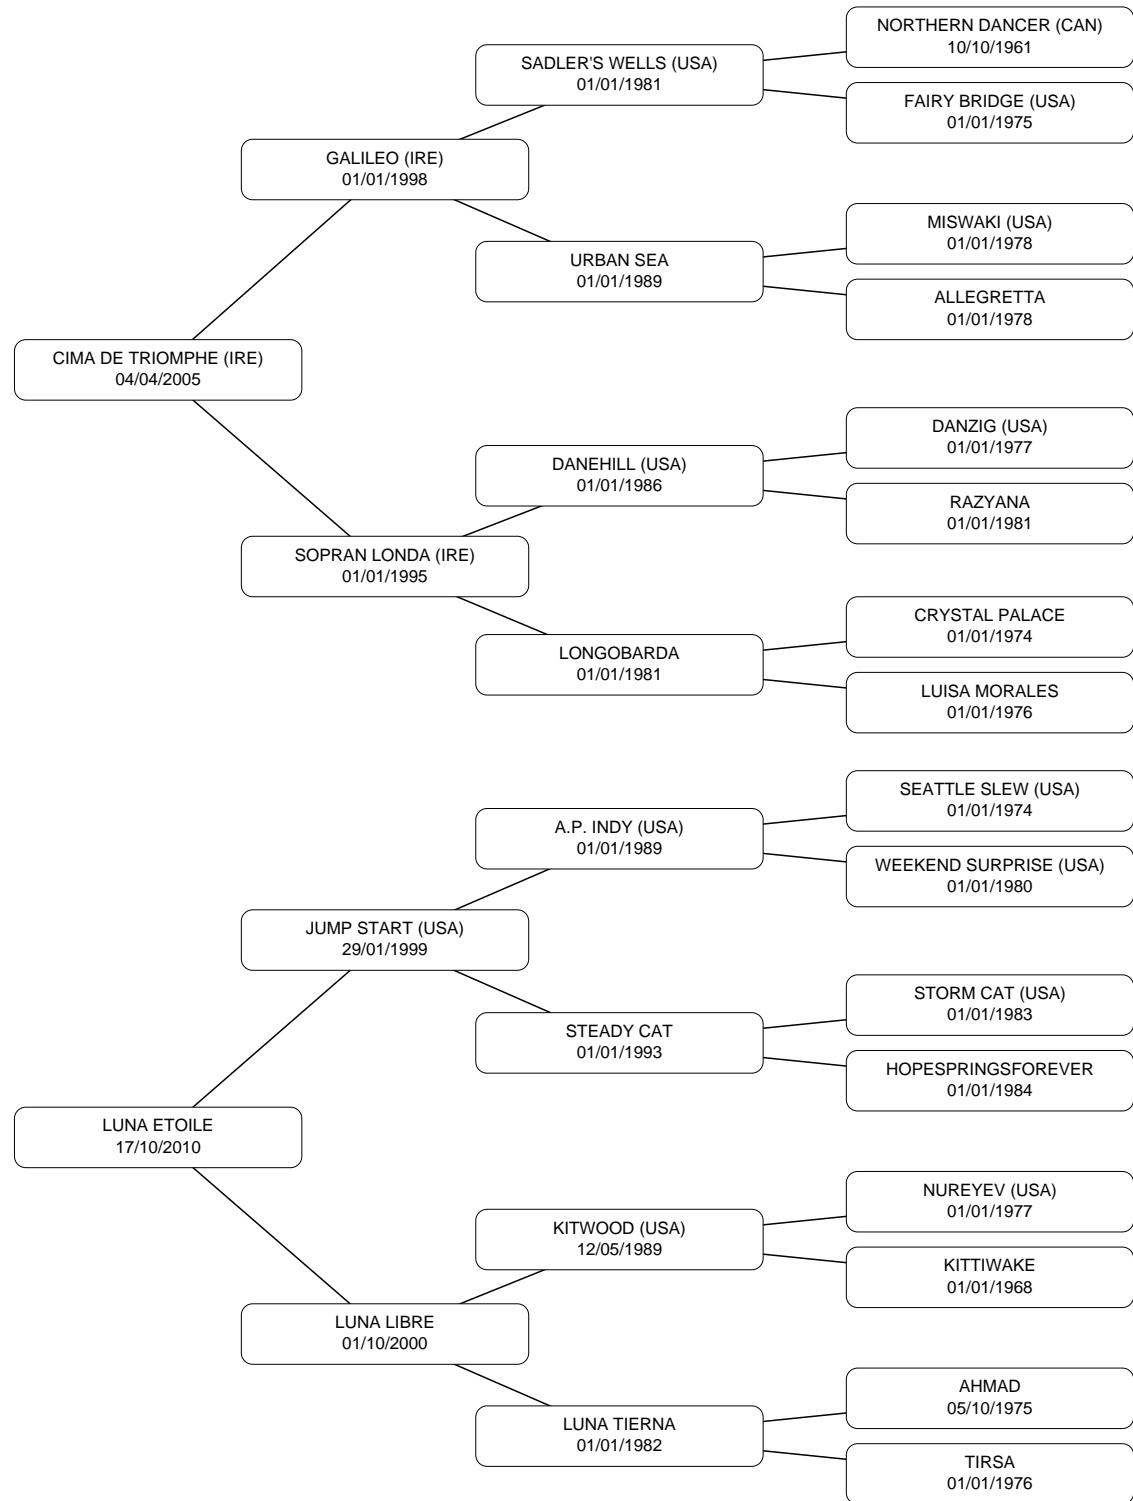 NORTHERN DANCER (CAN)
10/10/1961
SADLER'S WELLS (USA)
01/01/1981
FAIRY BRIDGE (USA)
01/01/1975
GALILEO (IRE)
01/01/1998
MISWAKI (USA)
01/01/1978
URBAN SEA
01/01/1989
ALLEGRETTA
01/01/1978
CIMA DE TRIOMPHE (IRE)
04/04/2005
DANZIG (USA)
01/01/1977
DANEHILL (USA)
01/01/1986
RAZYANA
01/01/1981
SOPRAN LONDA (IRE)
01/01/1995
CRYSTAL PALACE
01/01/1974
LONGOBARDA
01/01/1981
LUISA MORALES
01/01/1976
SEATTLE SLEW (USA)
01/01/1974
A.P. INDY (USA)
01/01/1989
WEEKEND SURPRISE (USA)
01/01/1980
JUMP START (USA)
29/01/1999
STORM CAT (USA)
01/01/1983
STEADY CAT
01/01/1993
HOPESPRINGSFOREVER
01/01/1984
LUNA ETOILE
17/10/2010
NUREYEV (USA)
01/01/1977
KITWOOD (USA)
12/05/1989
KITTIWAKE
01/01/1968
LUNA LIBRE
01/10/2000
AHMAD
05/10/1975
LUNA TIERNA
01/01/1982
TIRSA
01/01/1976